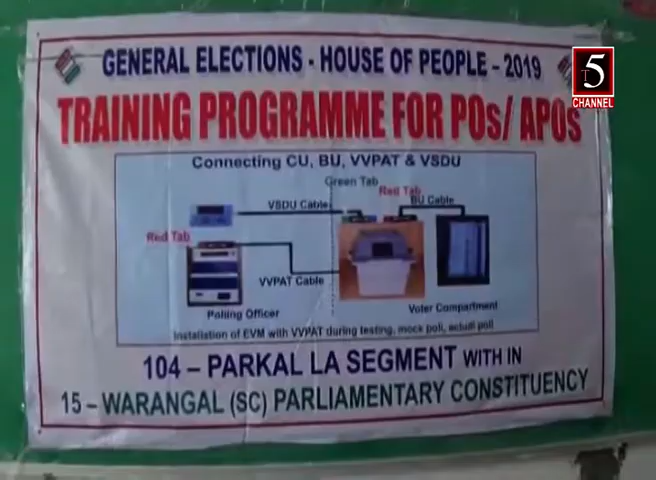 GENERAL ELECTIONS - HOUSE OF PEOPLE - 2019
T5
CHANNEL
TRAINING PROGRAMME FOR POs/ APOS
Connecting CU, BU, VVPAT & VSDU
Green Tab
Red Tab
VSDU Cable
BU Cable
Red Tab
VVPAT Cable
Polling Officer
Voter Compartment
Installation of EVM with VVPAT during testing, mock poll, actual poll
104 - PARKAL LA SEGMENT WITH IN
15 - WARANGAL (SC) PARLIAMENTARY CONSTITUENCY